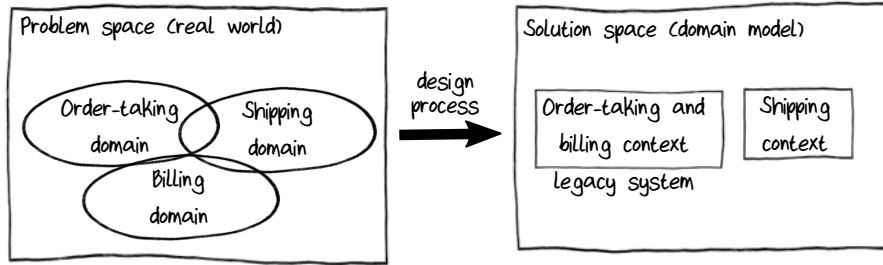 Problem space (real world)
Order-taking
domain
Shipping
domain
Billing
domain
design
process
Solution space (domain model)
Order-taking and
billing context
legacy system
Shipping
context